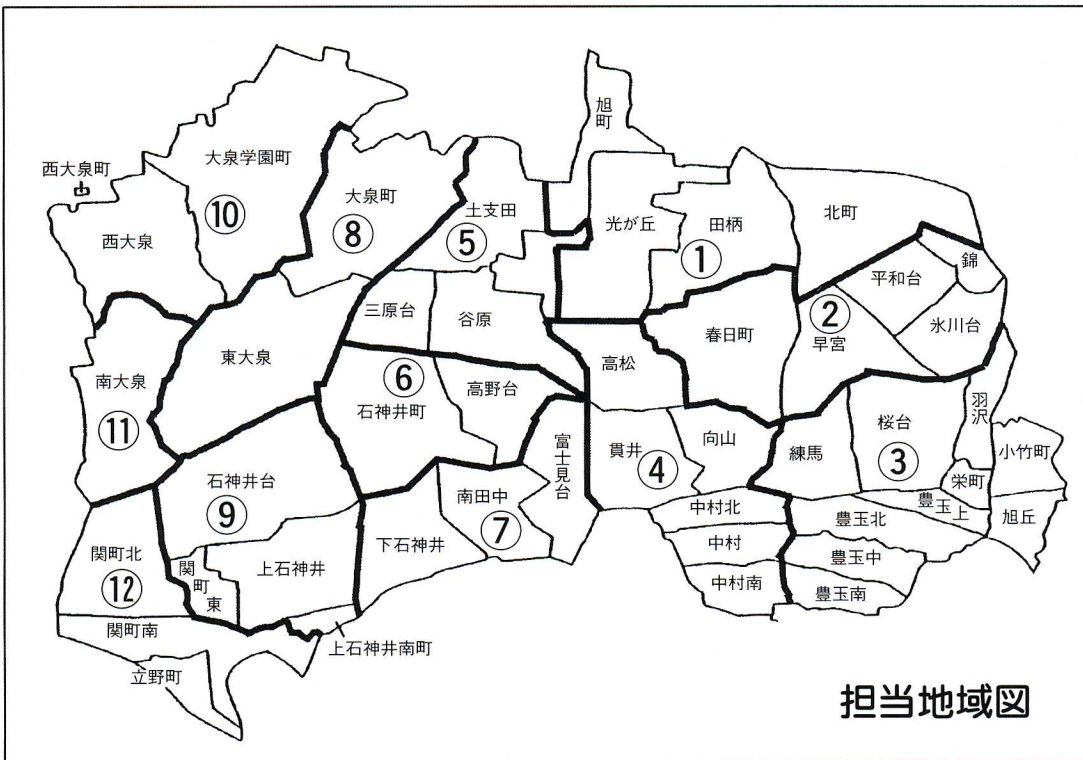 旭町
大泉学園町
西大泉町
大泉町
⑩
⑧
土支田
⑤
光が丘
田柄
①
北町
西大泉
錦
平和台
②
早宮
氷川台
三原台
谷原
春日町
東大泉
高松
南大泉
⑪
⑥
石神井町
高野台
羽沢
富士見台
貫井
④
向山
練馬
桜台
③
小竹町
栄町
石神井台
⑨
南田中
⑦
中村北
豊玉北
豊玉上
旭丘
下石神井
関町北
⑫
関町東
上石神井
中村
豊玉中
中村南
豊玉南
関町南
上石神井南町
立野町
担当地域図